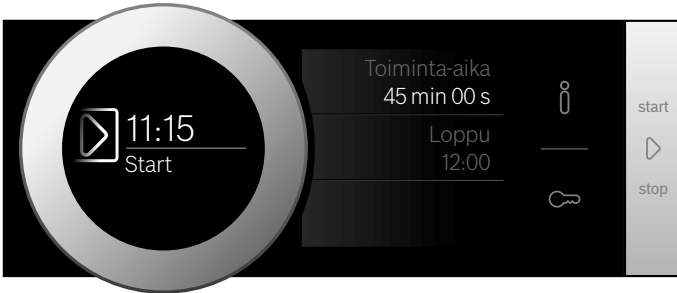 11:15
Start
Toiminta-aika
45 min 00 s
Loppu
12:00
start
stop